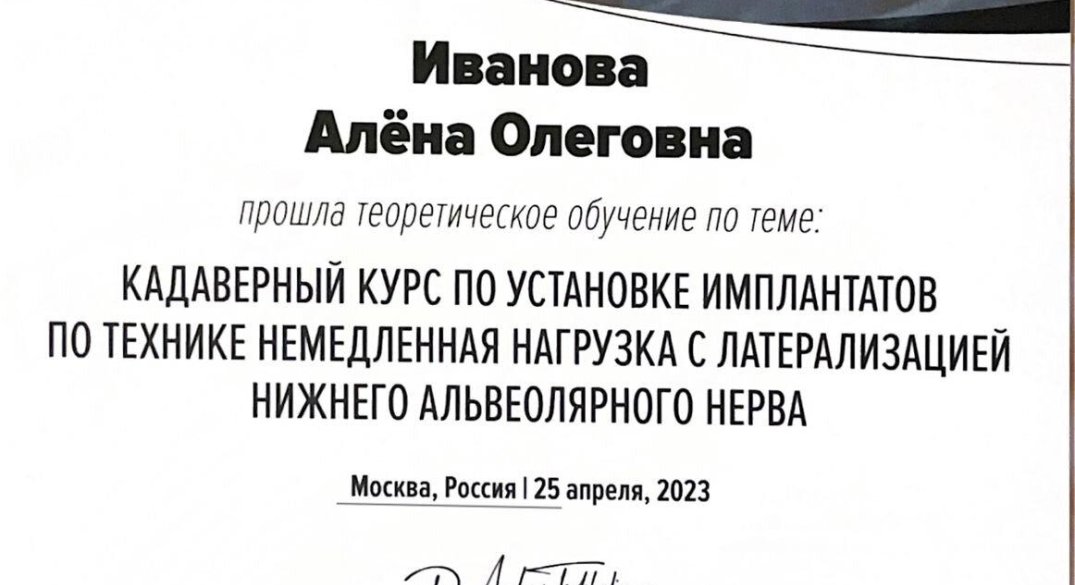 Иванова
Алёна Олеговна
прошла теоретическое обучение по теме:
КАДАВЕРНЫЙ КУРС ПО УСТАНОВКЕ ИМПЛАНТАТОВ
ПО ТЕХНИКЕ НЕМЕДЛЕННАЯ НАГРУЗКА С ЛАТЕРАЛИЗАЦИЕЙ
НИЖНЕГО АЛЬВЕОЛЯРНОГО НЕРВА
Москва, Россия | 25 апреля, 2023